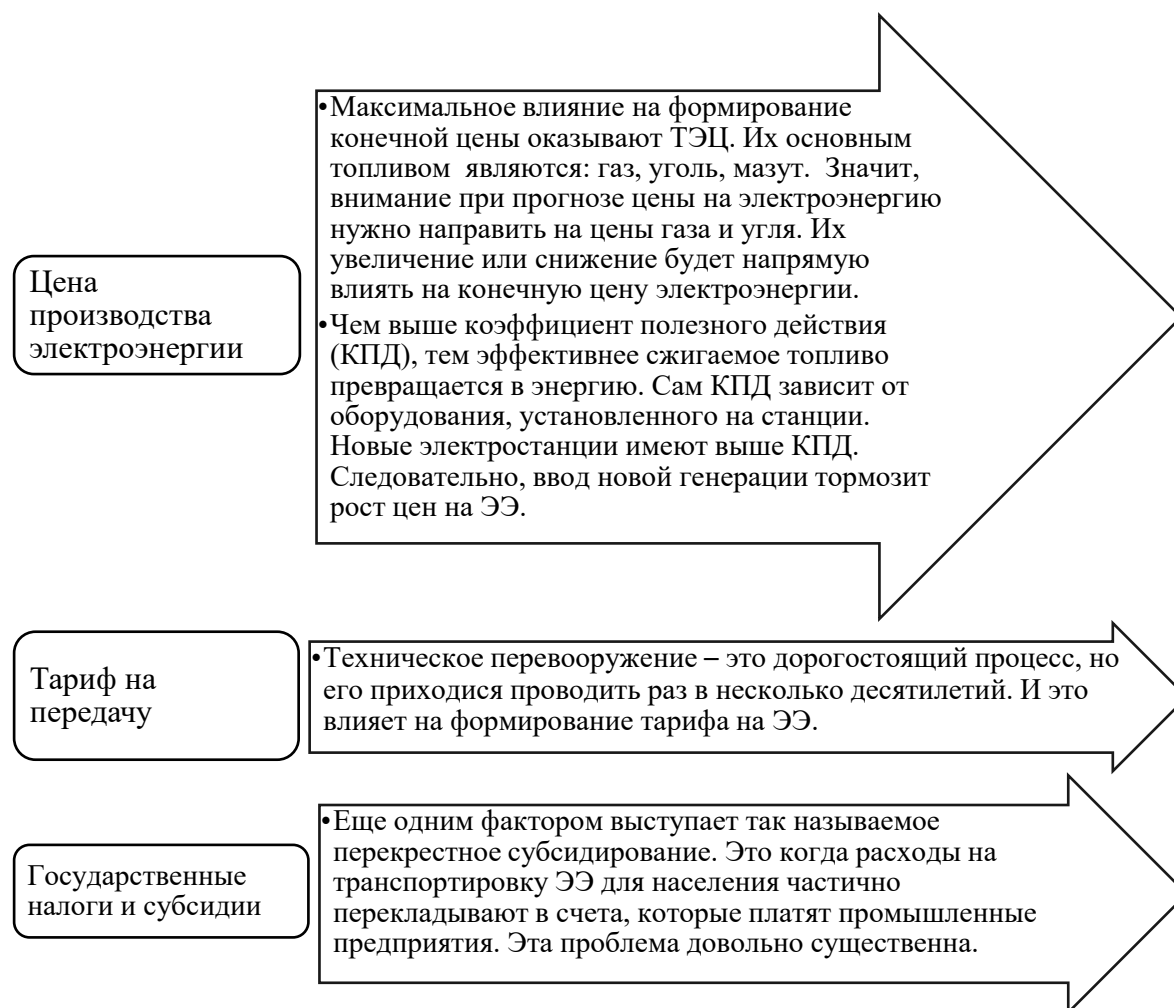 Цена
производства
электроэнергии
•Максимальное влияние на формирование
конечной цены оказывают ТЭЦ. Их основным
топливом являются: газ, уголь, мазут. Значит,
внимание при прогнозе цены на электроэнергию
нужно направить на цены газа и угля. Их
увеличение или снижение будет напрямую
влиять на конечную цену электроэнергии.
•Чем выше коэффициент полезного действия
(КПД), тем эффективнее сжигаемое топливо
превращается в энергию. Сам КПД зависит от
оборудования, установленного на станции.
Новые электростанции имеют выше КПД.
Следовательно, ввод новой генерации тормозит
рост цен на ЭЭ.
Тариф на
передачу
•Техническое перевооружение – это дорогостоящий процесс, но
его приходися проводить раз в несколько десятилетий. И это
влияет на формирование тарифа на ЭЭ.
Государственные
налоги и субсидии
•Еще одним фактором выступает так называемое
перекрестное субсидирование. Это когда расходы на
транспортировку ЭЭ для населения частично
перекладывают в счета, которые платят промышленные
предприятия. Эта проблема довольно существенна.